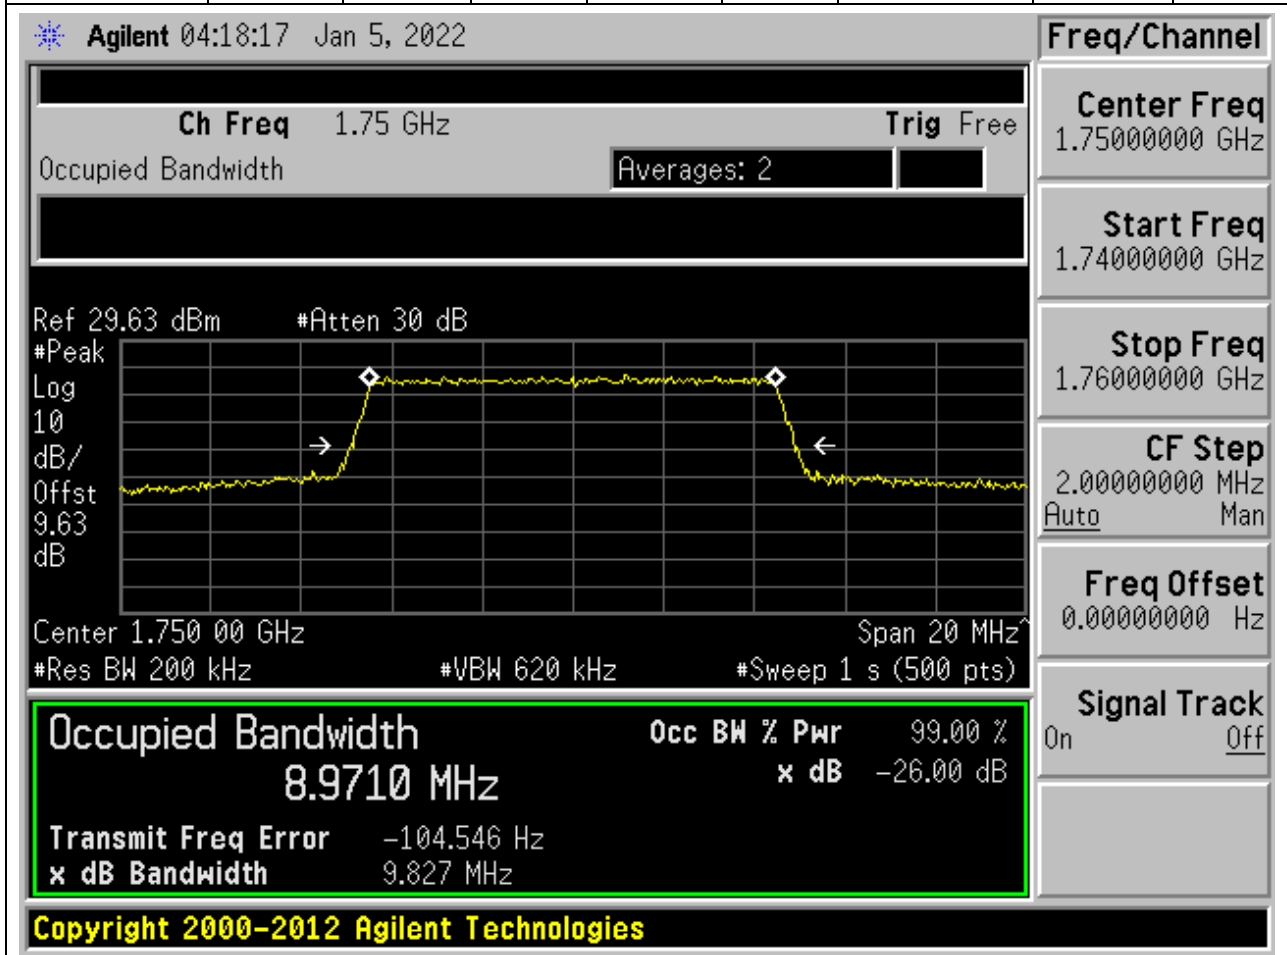 Agilent 04:18:17 Jan 5, 2022
Freq/Channel
Ch Freq 1.75 GHz Trig Free
Occupied Bandwidth Averages: 2
Ref 29.63 dBm #Atten 30 dB
#Peak
Log
10
dB/
Offst
9.63
dB
Center 1.750 00 GHz Span 20 MHz^
#Res BW 200 kHz #VBW 620 kHz #Sweep 1 s (500 pts)
Occupied Bandwidth Occ BW % Pwr 99.00 %
8.9710 MHz x dB -26.00 dB
Transmit Freq Error -104.546 Hz
x dB Bandwidth 9.827 MHz
Center Freq
1.75000000 GHz
Start Freq
1.74000000 GHz
Stop Freq
1.76000000 GHz
CF Step
2.00000000 MHz
Auto Man
Freq Offset
0.00000000 Hz
Signal Track
On Off
Copyright 2000-2012 Agilent Technologies